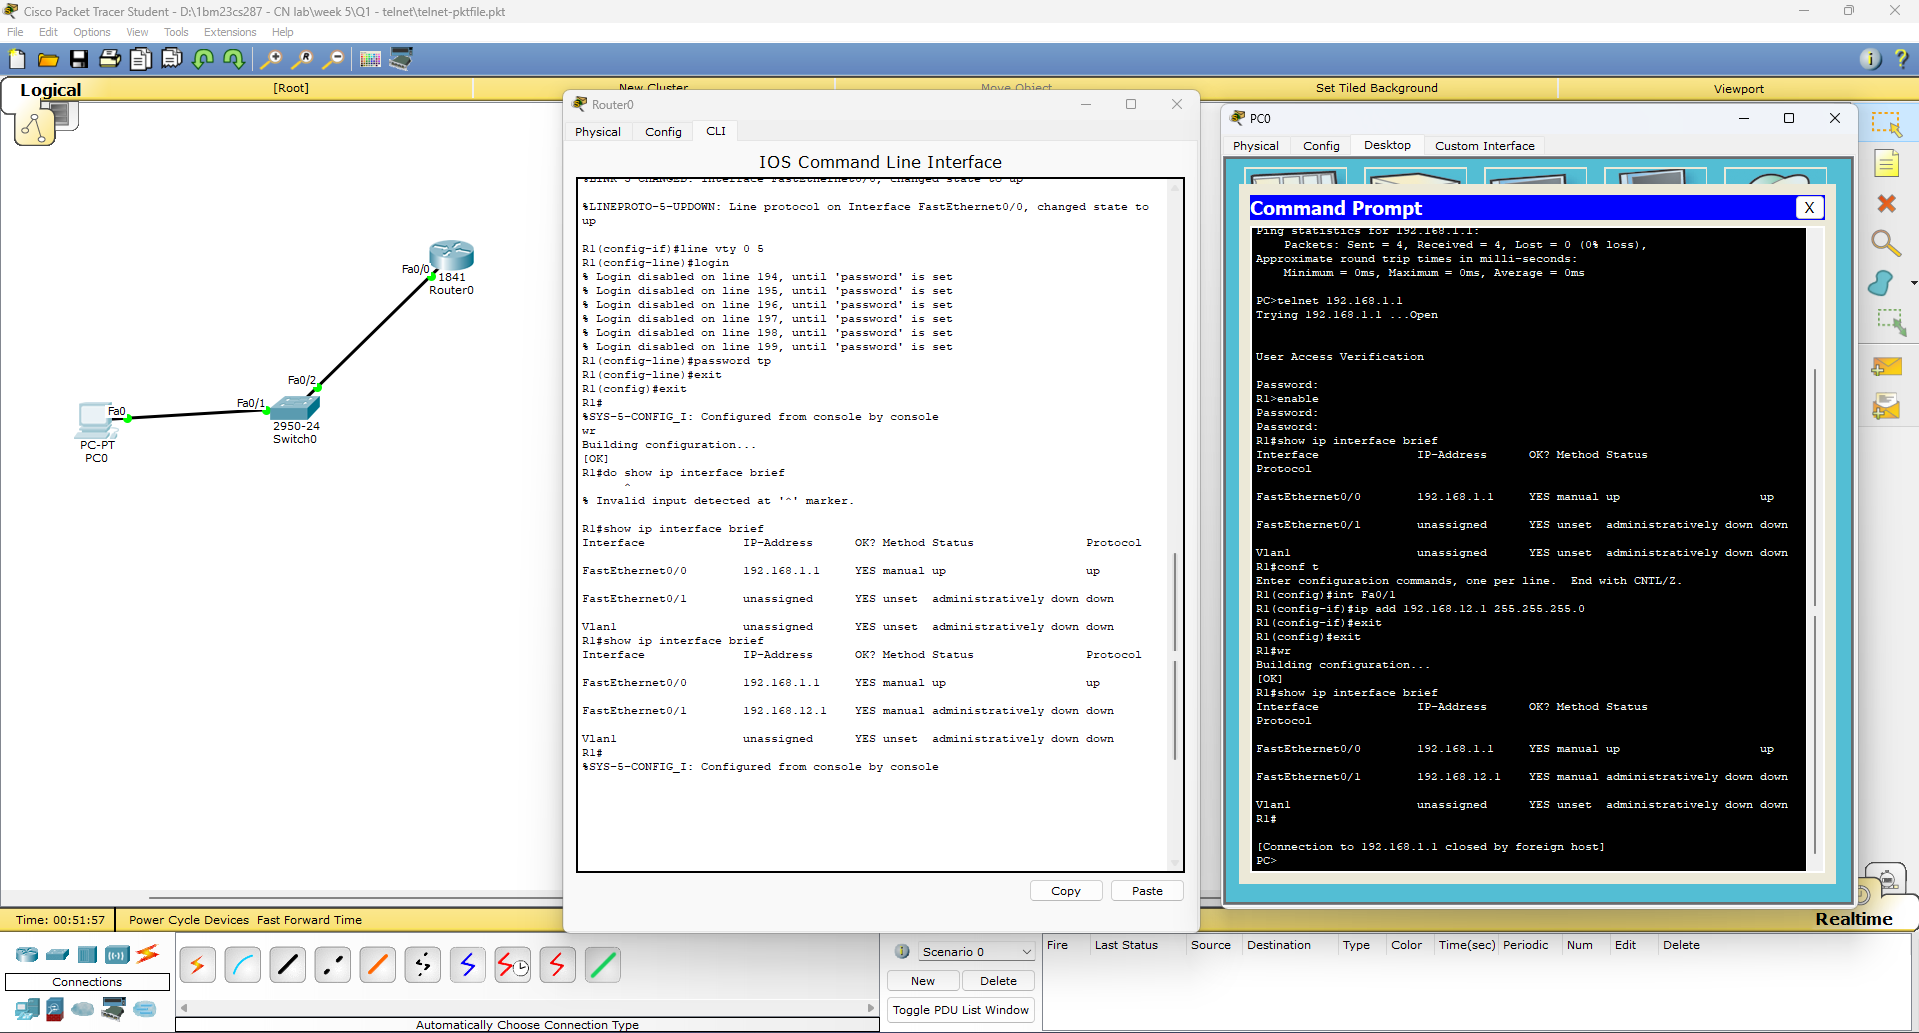 Cisco Packet Tracer Student - D:\1bm23cs287 - CN lab\week 5\Q1 - telnet\telnet-pktfile.pkt
File Edit Options View Tools Extensions Help
Logical [Root] New Cluster Move Object Set Tiled Background Viewport
Fa0/0
1841
Router0
Fa0/2
Fa0/1
Fa0
2950-24
Switch0
PC-PT
PC0
Router0
Physical Config CLI
IOS Command Line Interface
%LINK-5-CHANGED: Interface FastEthernet0/0, changed state to up
%LINEPROTO-5-UPDOWN: Line protocol on Interface FastEthernet0/0, changed state to
up
R1(config-if)#line vty 0 5
R1(config-line)#login
% Login disabled on line 194, until 'password' is set
% Login disabled on line 195, until 'password' is set
% Login disabled on line 196, until 'password' is set
% Login disabled on line 197, until 'password' is set
% Login disabled on line 198, until 'password' is set
% Login disabled on line 199, until 'password' is set
R1(config-line)#password tp
R1(config-line)#exit
R1(config)#exit
R1#
%SYS-5-CONFIG_I: Configured from console by console
wr
Building configuration...
[OK]
R1#do show ip interface brief
^
% Invalid input detected at '^' marker.
R1#show ip interface brief
Interface IP-Address OK? Method Status Protocol
FastEthernet0/0 192.168.1.1 YES manual up up
FastEthernet0/1 unassigned YES unset administratively down down
Vlan1 unassigned YES unset administratively down down
R1#show ip interface brief
Interface IP-Address OK? Method Status Protocol
FastEthernet0/0 192.168.1.1 YES manual up up
FastEthernet0/1 192.168.12.1 YES manual administratively down down
Vlan1 unassigned YES unset administratively down down
R1#
%SYS-5-CONFIG_I: Configured from console by console
Copy Paste
PC0
Physical Config Desktop Custom Interface
Command Prompt X
Ping statistics for 192.168.1.1:
Packets: Sent = 4, Received = 4, Lost = 0 (0% loss),
Approximate round trip times in milli-seconds:
Minimum = 0ms, Maximum = 0ms, Average = 0ms
PC>telnet 192.168.1.1
Trying 192.168.1.1 ...Open
User Access Verification
Password:
R1>enable
Password:
Password:
R1#show ip interface brief
Interface IP-Address OK? Method Status
Protocol
FastEthernet0/0 192.168.1.1 YES manual up up
FastEthernet0/1 unassigned YES unset administratively down down
Vlan1 unassigned YES unset administratively down down
R1#conf t
Enter configuration commands, one per line. End with CNTL/Z.
R1(config)#int Fa0/1
R1(config-if)#ip add 192.168.12.1 255.255.255.0
R1(config-if)#exit
R1(config)#exit
R1#wr
Building configuration...
[OK]
R1#show ip interface brief
Interface IP-Address OK? Method Status
Protocol
FastEthernet0/0 192.168.1.1 YES manual up up
FastEthernet0/1 192.168.12.1 YES manual administratively down down
Vlan1 unassigned YES unset administratively down down
R1#
[Connection to 192.168.1.1 closed by foreign host]
PC>
Time: 00:51:57 Power Cycle Devices Fast Forward Time Realtime
Connections
Automatically Choose Connection Type
Scenario 0
New Delete
Toggle PDU List Window
Fire Last Status Source Destination Type Color Time(sec) Periodic Num Edit Delete